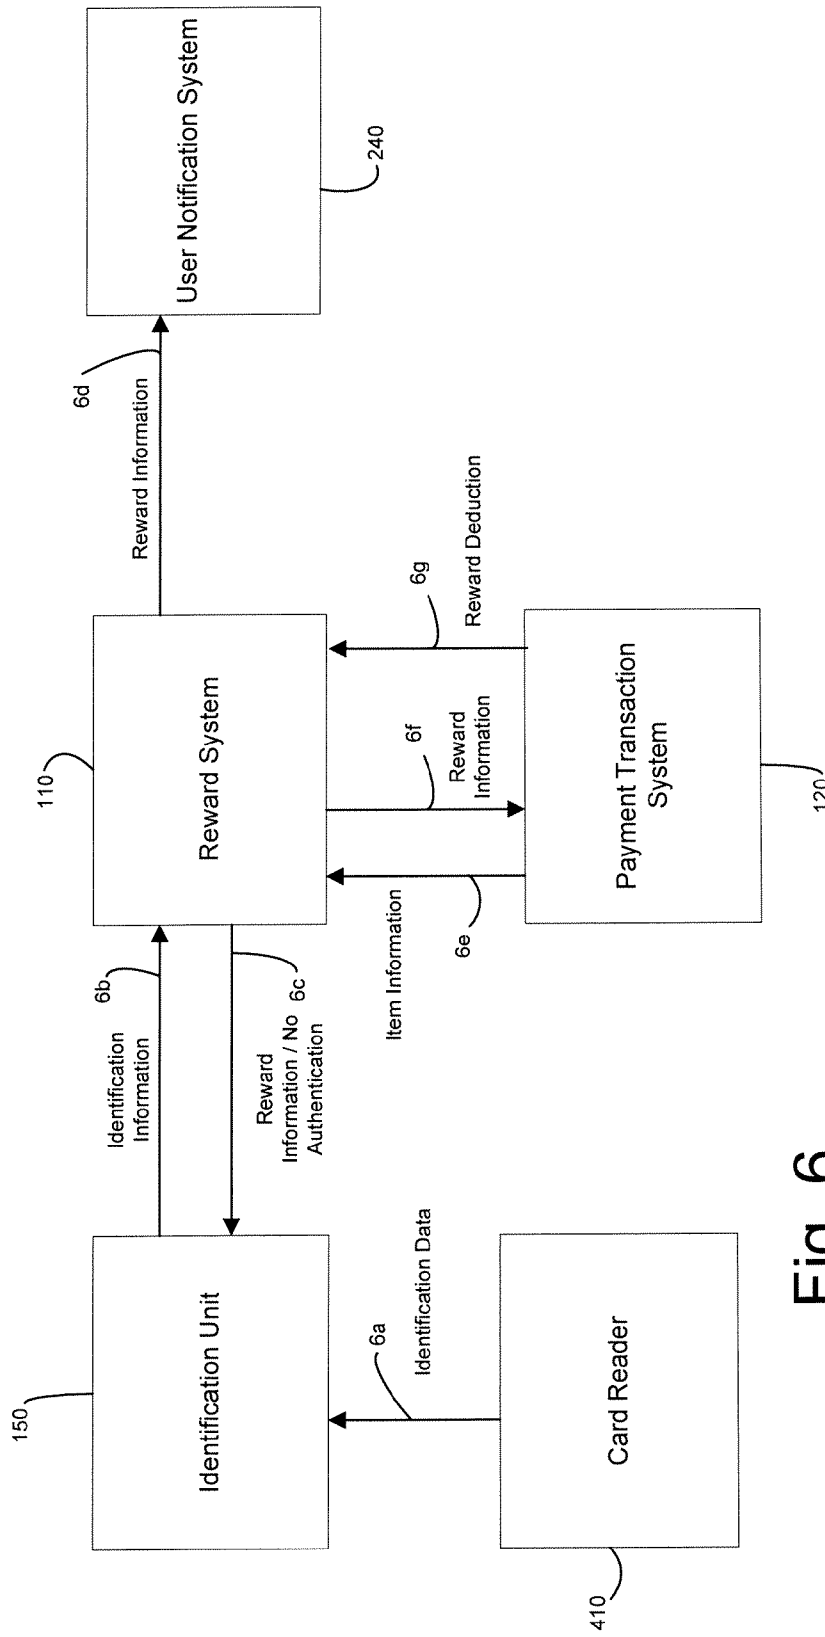 150
Identification Unit
Identification
Information
6b
Reward
Information / No
Authentication
6c
110
Reward System
Reward Information
6d
User Notification System
240
6a
Identification Data
Card Reader
410
Item Information
6e
6f
Reward
Information
6g
Reward Deduction
Payment Transaction
System
120
Fig. 6